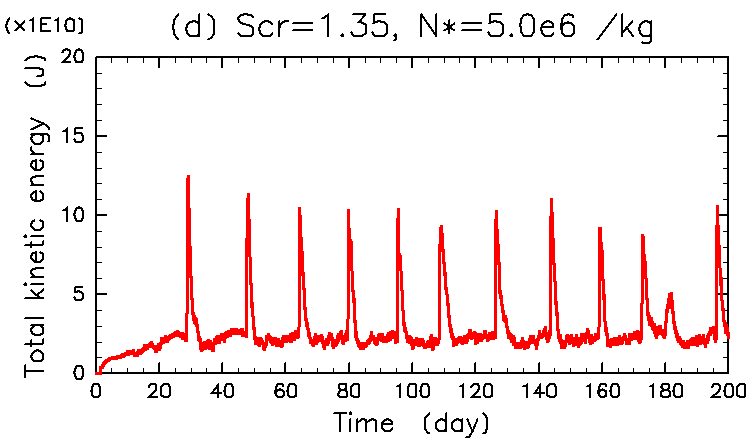 (×1E10)
(d) Scr=1.35, N*=5.0e6 /kg
Total kinetic energy (J)
20
15
10
5
0
0 20 40 60 80 100 120 140 160 180 200
Time (day)